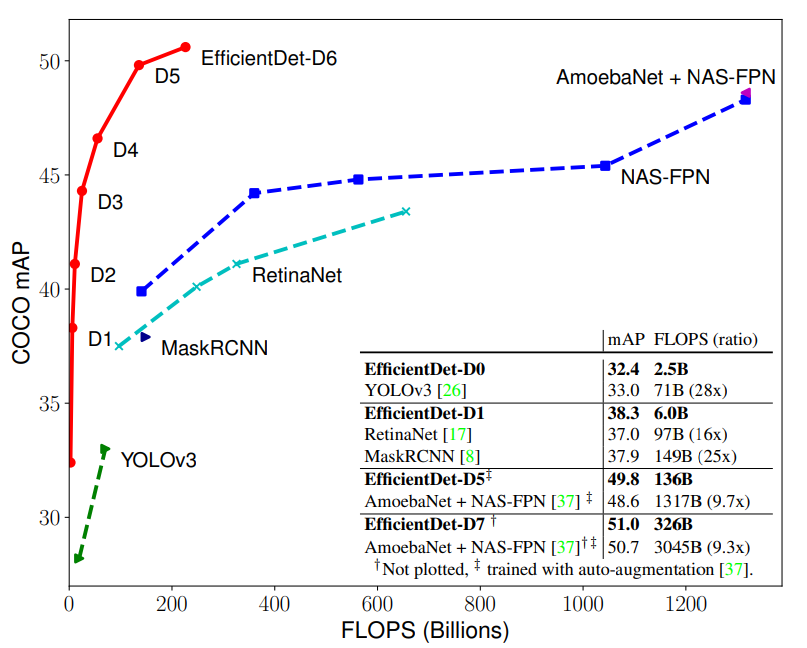 50
45
40
35
30
COCO mAP
0
200
400
600
800
1000
1200
FLOPS (Billions)
EfficientDet-D6
D5
D4
D3
D2
D1
AmoebaNet + NAS-FPN
NAS-FPN
RetinaNet
MaskRCNN
YOLOv3
mAP FLOPS (ratio)
EfficientDet-D0 32.4 2.5B
YOLOv3 [26] 33.0 71B (28x)
EfficientDet-D1 38.3 6.0B
RetinaNet [17] 37.0 97B (16x)
MaskRCNN [8] 37.9 149B (25x)
EfficientDet-D5‡ 49.8 136B
AmoebaNet + NAS-FPN [37] ‡ 48.6 1317B (9.7x)
EfficientDet-D7 † 51.0 326B
AmoebaNet + NAS-FPN [37]†‡ 50.7 3045B (9.3x)
†Not plotted, ‡ trained with auto-augmentation [37].